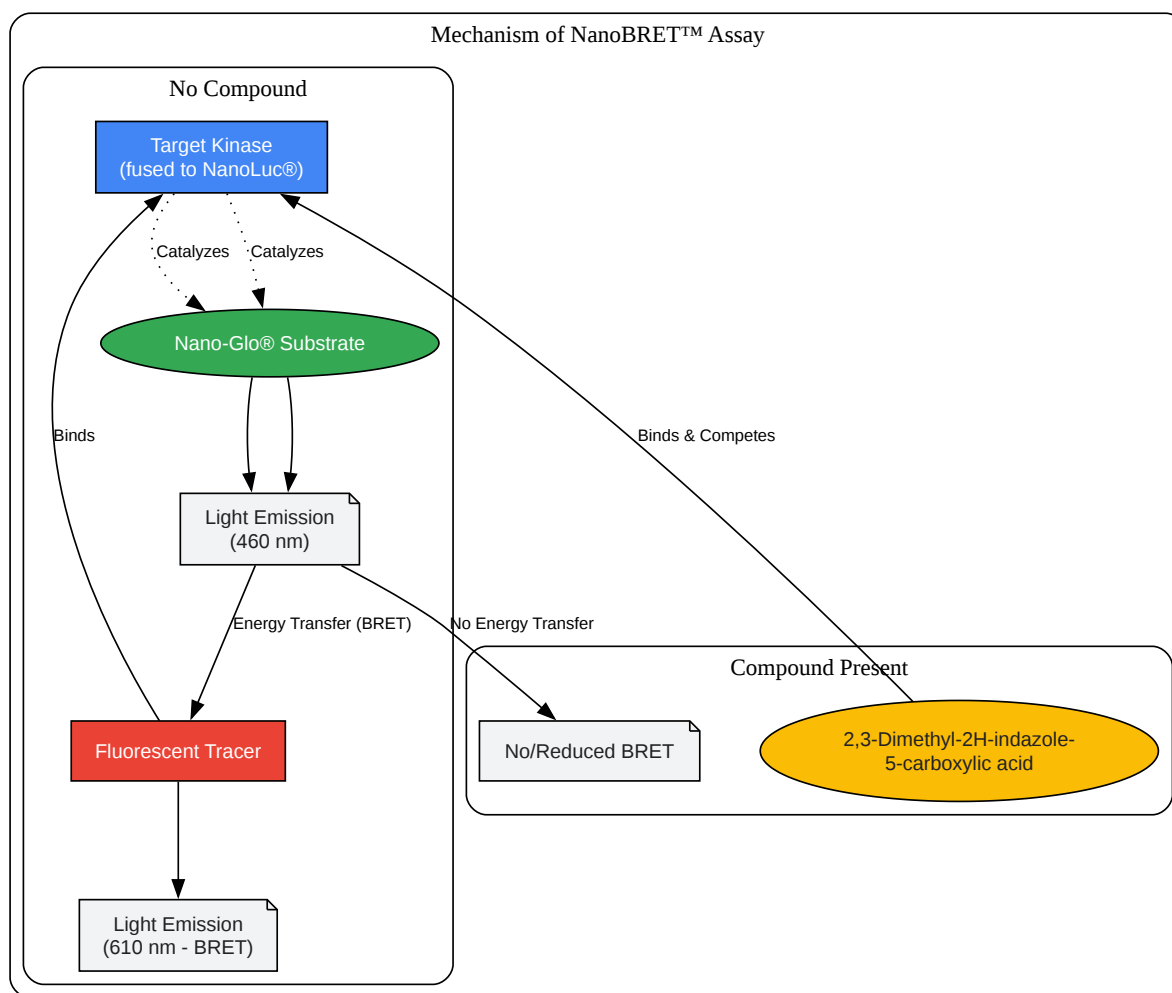 Mechanism of NanoBRET™ Assay
No Compound
Target Kinase
(fused to NanoLuc®)
Catalyzes
Catalyzes
Nano-Glo® Substrate
Binds
Binds & Competes
Light Emission
(460 nm)
Energy Transfer (BRET)
No Energy Transfer
Compound Present
Fluorescent Tracer
No/Reduced BRET
2,3-Dimethyl-2H-indazole-
5-carboxylic acid
Light Emission
(610 nm - BRET)